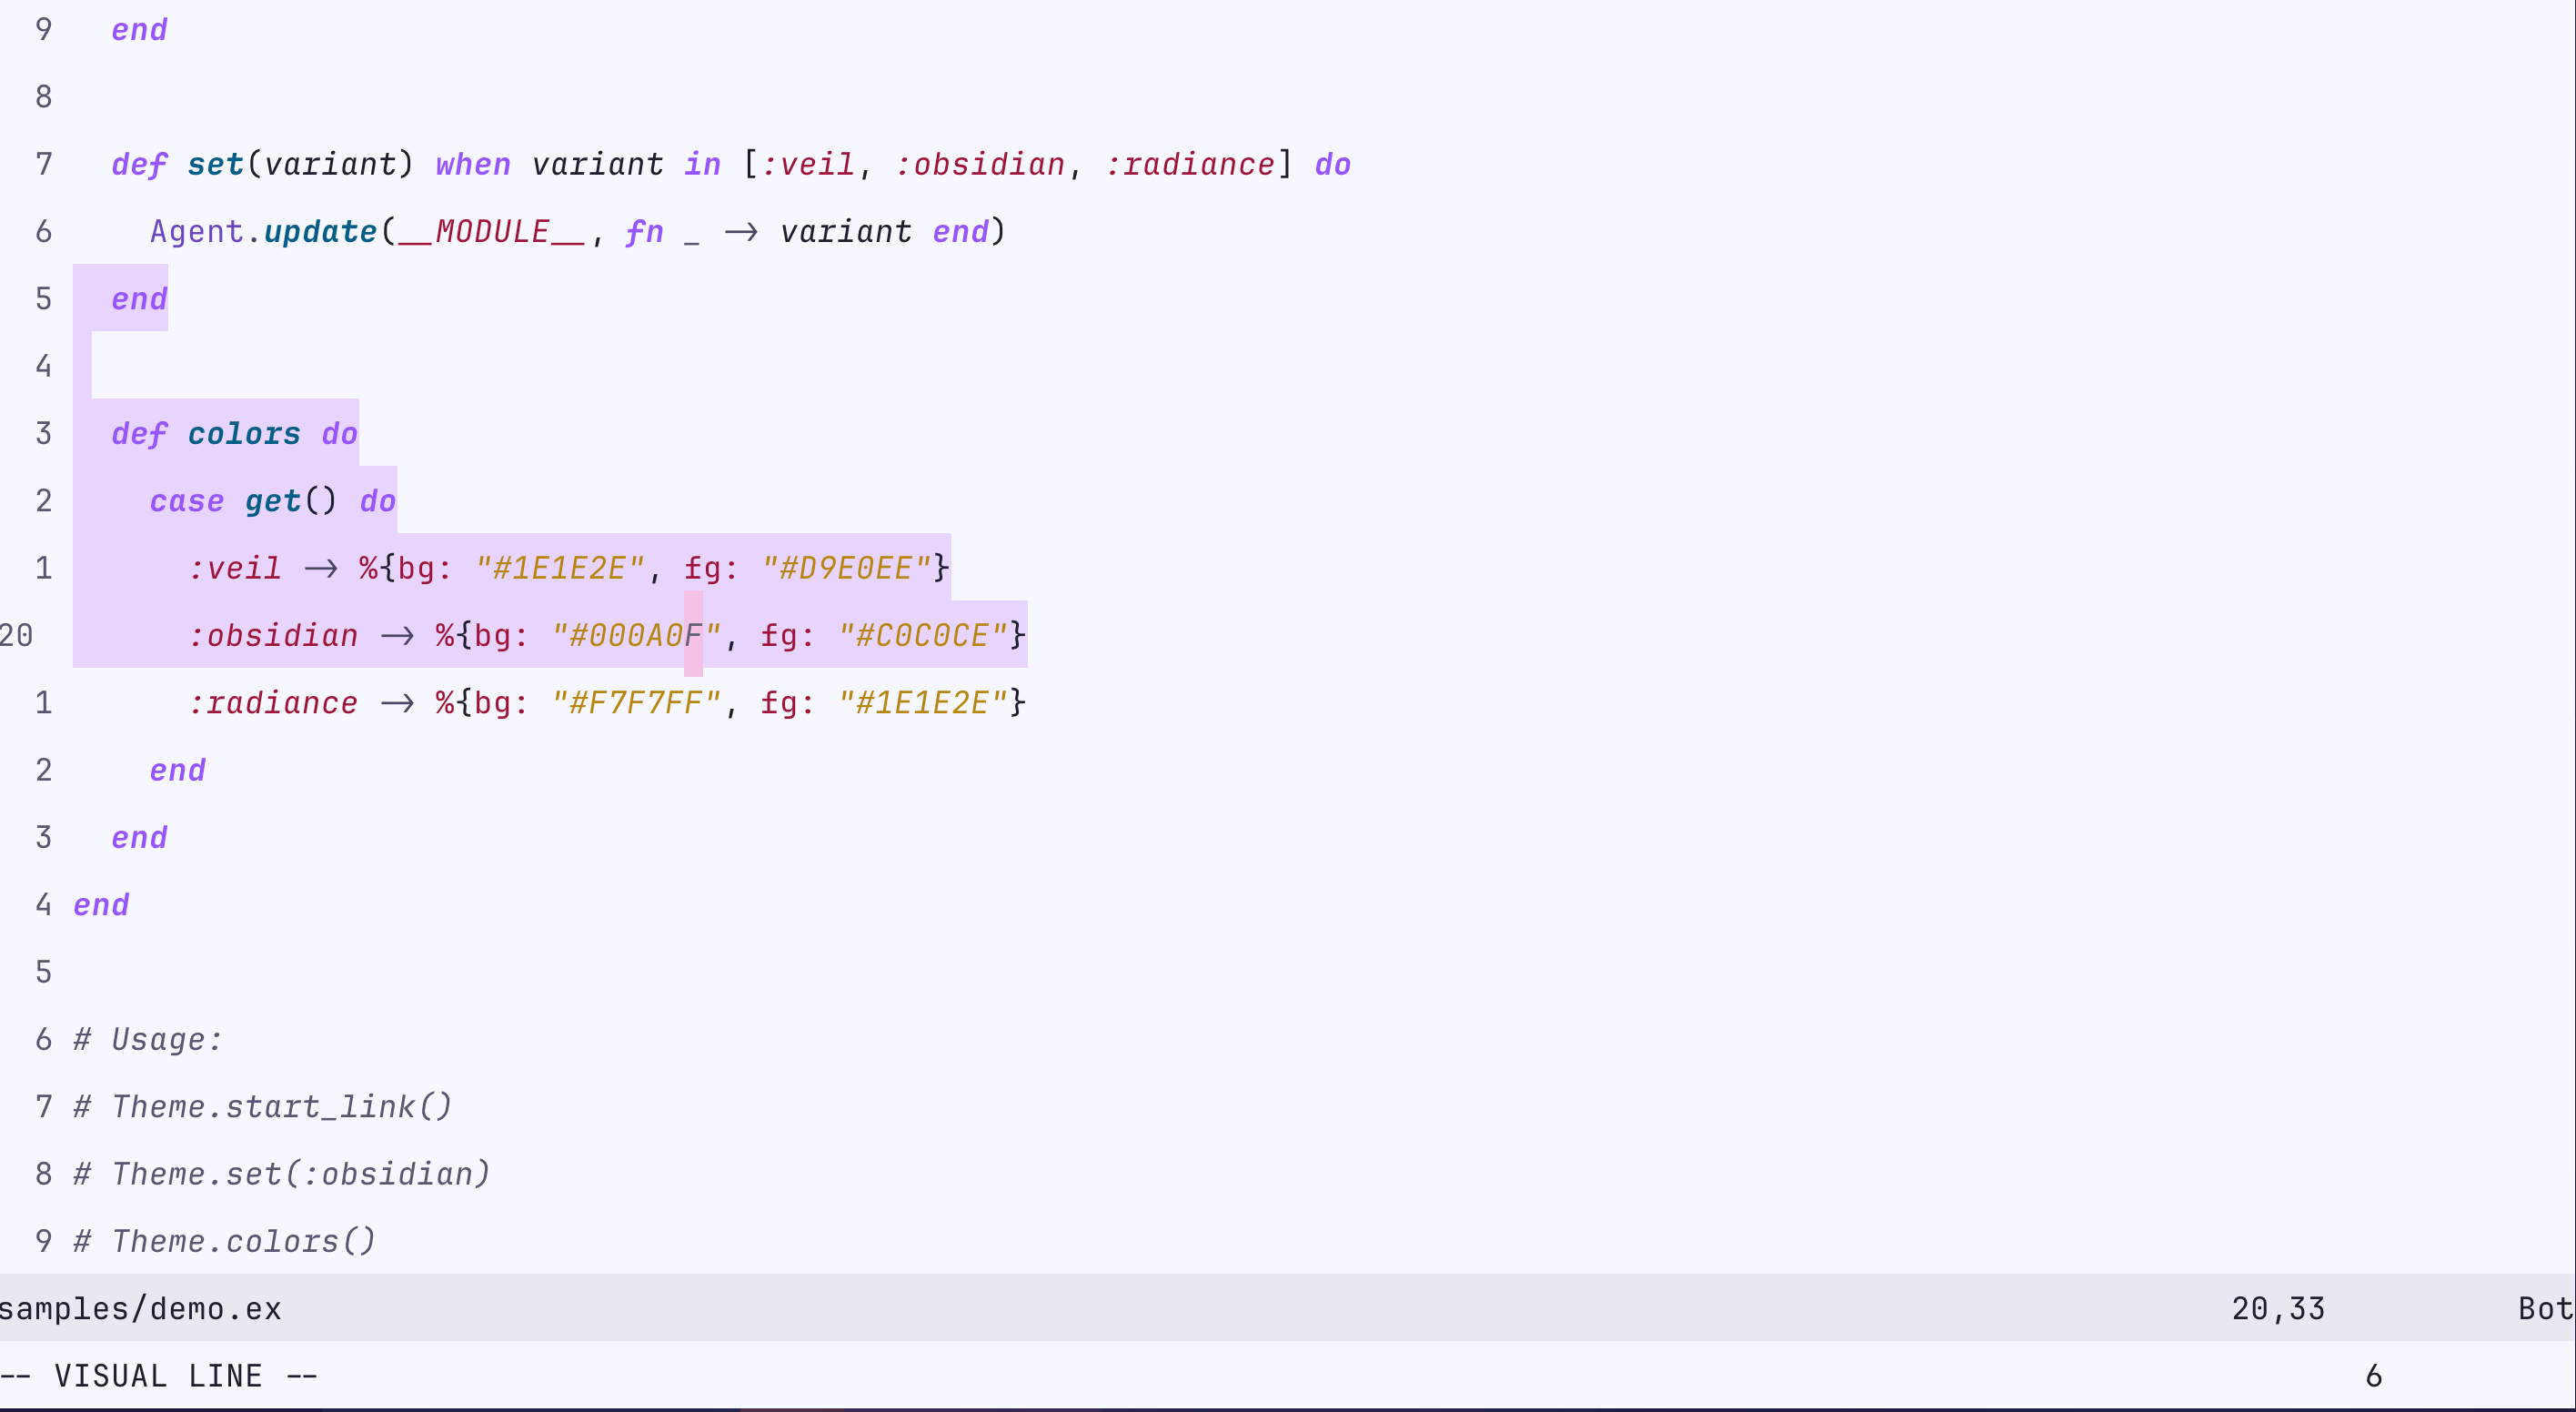 9   end
8
7   def set(variant) when variant in [:veil, :obsidian, :radiance] do
6     Agent.update(__MODULE__, fn _ -> variant end)
5   end
4
3   def colors do
2     case get() do
1       :veil -> %{bg: "#1E1E2E", fg: "#D9E0EE"}
20      :obsidian -> %{bg: "#000A0F", fg: "#C0C0CE"}
1       :radiance -> %{bg: "#F7F7FF", fg: "#1E1E2E"}
2     end
3   end
4 end
5
6 # Usage:
7 # Theme.start_link()
8 # Theme.set(:obsidian)
9 # Theme.colors()
samples/demo.ex 20,33 Bot
-- VISUAL LINE -- 6